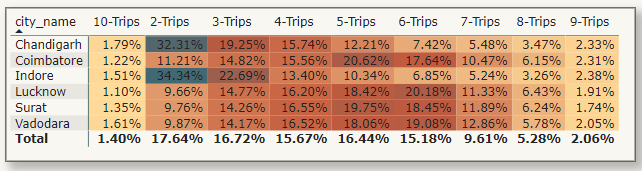 city_name 10-Trips 2-Trips 3-Trips 4-Trips 5-Trips 6-Trips 7-Trips 8-Trips 9-Trips
Chandigarh 1.79% 32.31% 19.25% 15.74% 12.21% 7.42% 5.48% 3.47% 2.33%
Coimbatore 1.22% 11.21% 14.82% 15.56% 20.62% 17.64% 10.47% 6.15% 2.31%
Indore 1.51% 34.34% 22.69% 13.40% 10.34% 6.85% 5.24% 3.26% 2.38%
Lucknow 1.10% 9.66% 14.77% 16.20% 18.42% 20.18% 11.33% 6.43% 1.91%
Surat 1.35% 9.76% 14.26% 16.55% 19.75% 18.45% 11.89% 6.24% 1.74%
Vadodara 1.61% 9.87% 14.17% 16.52% 18.06% 19.08% 12.86% 5.78% 2.05%
Total 1.40% 17.64% 16.72% 15.67% 16.44% 15.18% 9.61% 5.28% 2.06%